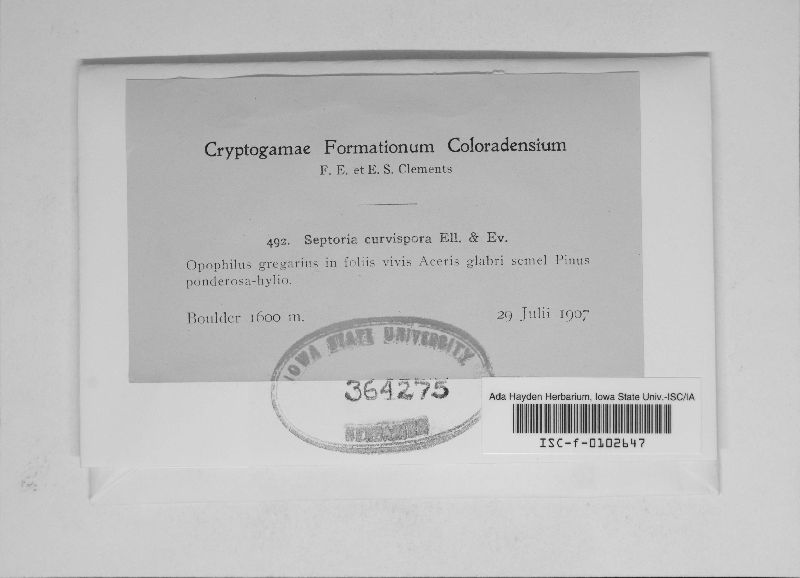 Cryptogamae Formationum Coloradensium
F. E. et E. S. Clements
492. Septoria curvispora Ell. & Ev.
Opophilus gregarius in foliis vivis Aceris glabri semel Pinus
ponderosa-hylio.
Boulder 1600 m. 29 Julii 1907
IOWA STATE UNIVERSITY
364275
HERBARIUM
Ada Hayden Herbarium, Iowa State Univ.-ISC/IA
ISC-f-0102647